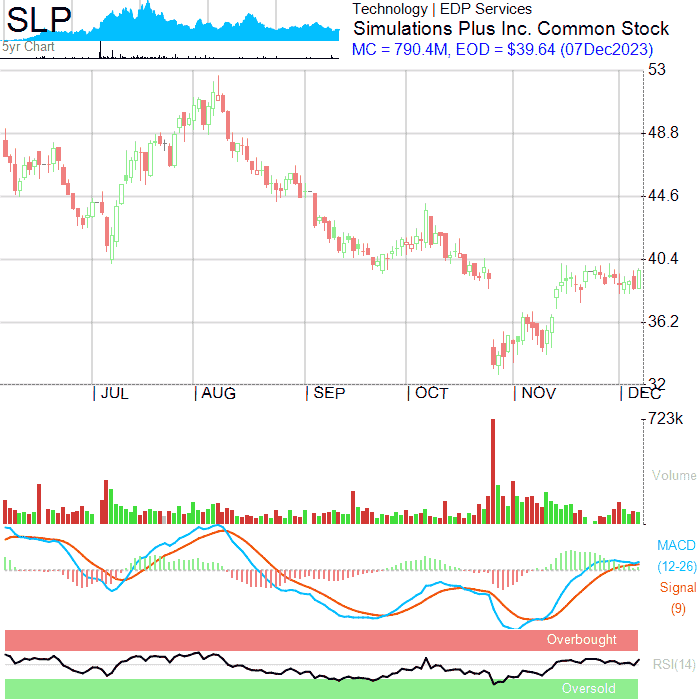 SLP
5yr Chart
Technology | EDP Services
Simulations Plus Inc. Common Stock
MC = 790.4M, EOD = $39.64 (07Dec2023)
53
48.8
44.6
40.4
36.2
32
| JUL | AUG | SEP | OCT | NOV | DEC
723k
Volume
MACD
(12-26)
Signal
(9)
Overbought
RSI(14)
Oversold